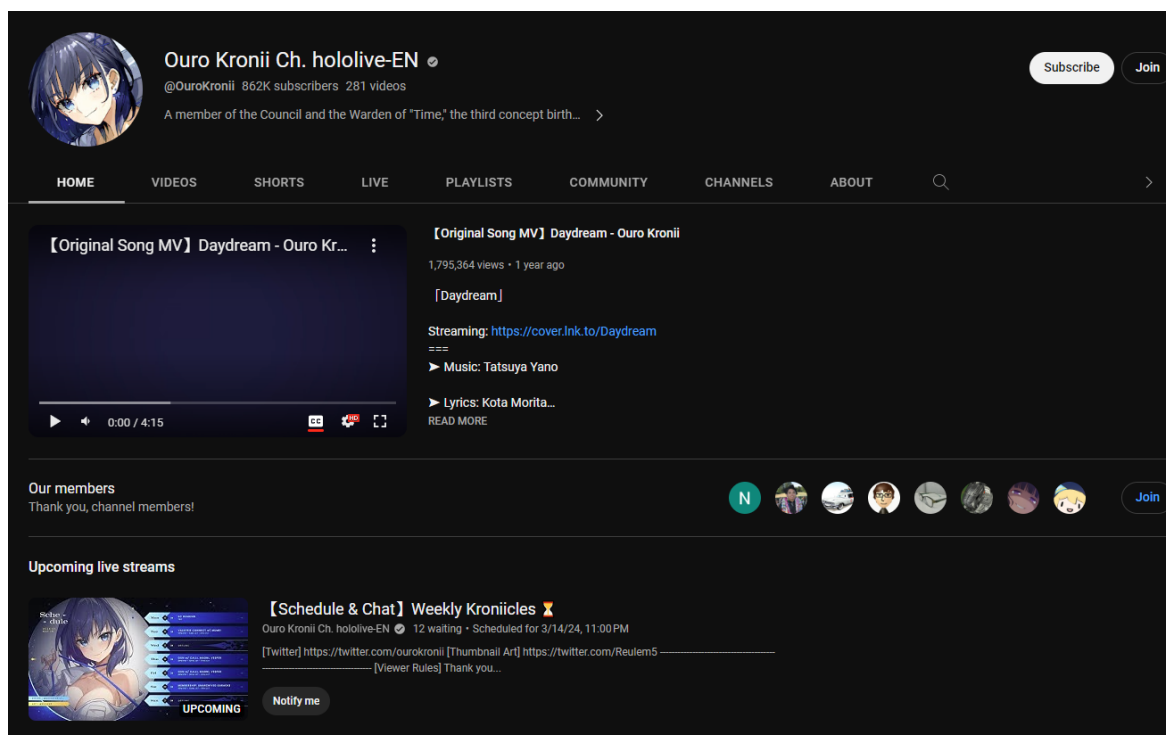 Ouro Kronii Ch. hololive-EN
@OuroKronii 862K subscribers 281 videos
A member of the Council and the Warden of "Time," the third concept birth...
Subscribe
Join
HOME
VIDEOS
SHORTS
LIVE
PLAYLISTS
COMMUNITY
CHANNELS
ABOUT
【Original Song MV】Daydream - Ouro Kr...
0:00 / 4:15
CC
HD
【Original Song MV】Daydream - Ouro Kronii
1,795,364 views • 1 year ago
「Daydream」
Streaming: https://cover.lnk.to/Daydream
===
➤ Music: Tatsuya Yano
➤ Lyrics: Kota Morita...
READ MORE
Our members
Thank you, channel members!
N
Join
Upcoming live streams
Sche-
dule
UPCOMING
【Schedule & Chat】Weekly Kroniicles ⏳
Ouro Kronii Ch. hololive-EN 12 waiting • Scheduled for 3/14/24, 11:00 PM
[Twitter] https://twitter.com/ourokronii [Thumbnail Art] https://twitter.com/Reulem5 -----------------------------------
----------------------------------- [Viewer Rules] Thank you...
Notify me